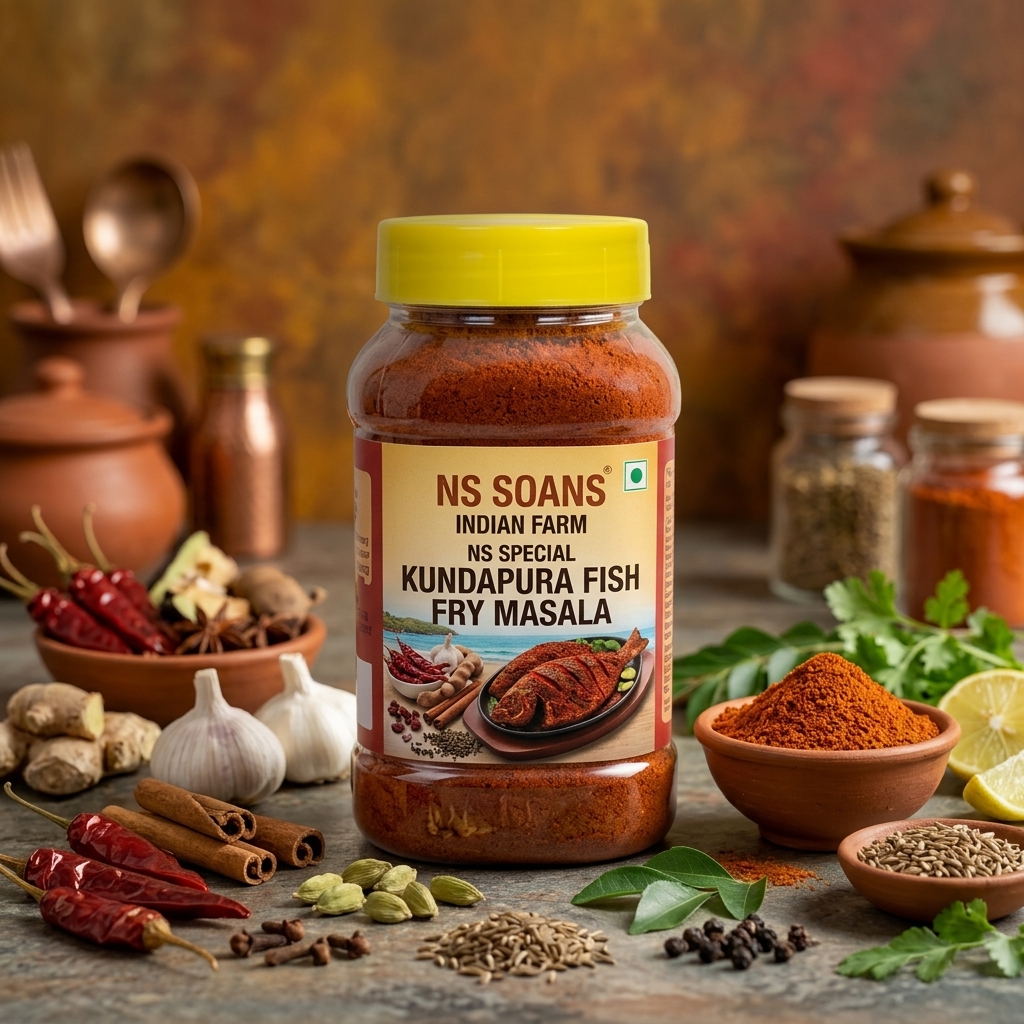 NS SOANS®
INDIAN FARM
NS SPECIAL
KUNDAPURA FISH
FRY MASALA